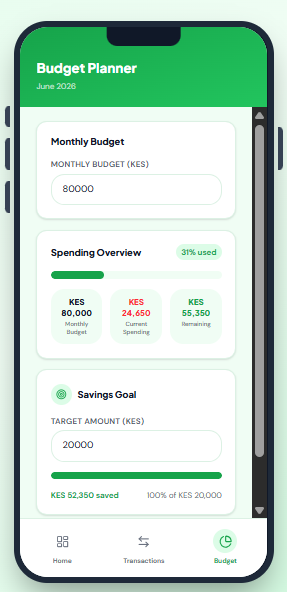 Budget Planner
June 2026
Monthly Budget
MONTHLY BUDGET (KES)
80000
Spending Overview
31% used
KES
80,000
Monthly
Budget
KES
24,650
Current
Spending
KES
55,350
Remaining
Savings Goal
TARGET AMOUNT (KES)
20000
KES 52,350 saved
100% of KES 20,000
Home
Transactions
Budget